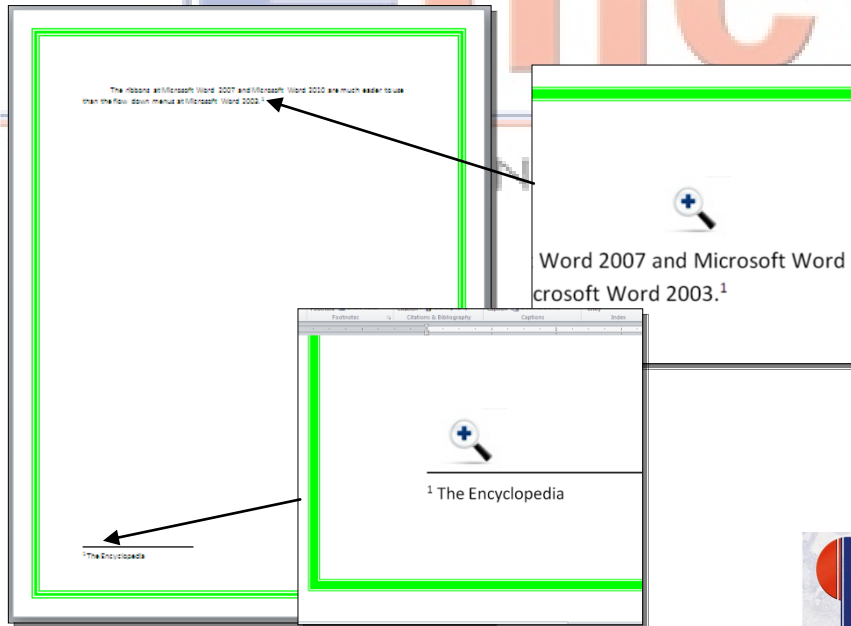 The ribbons at Microsoft Word 2007 and Microsoft Word 2010 are much easier to use
than the flow down menus at Microsoft Word 2003.1
Word 2007 and Microsoft Word
crosoft Word 2003.1
Footnotes Citations & Bibliography Captions Index
1 The Encyclopedia
1 The Encyclopedia